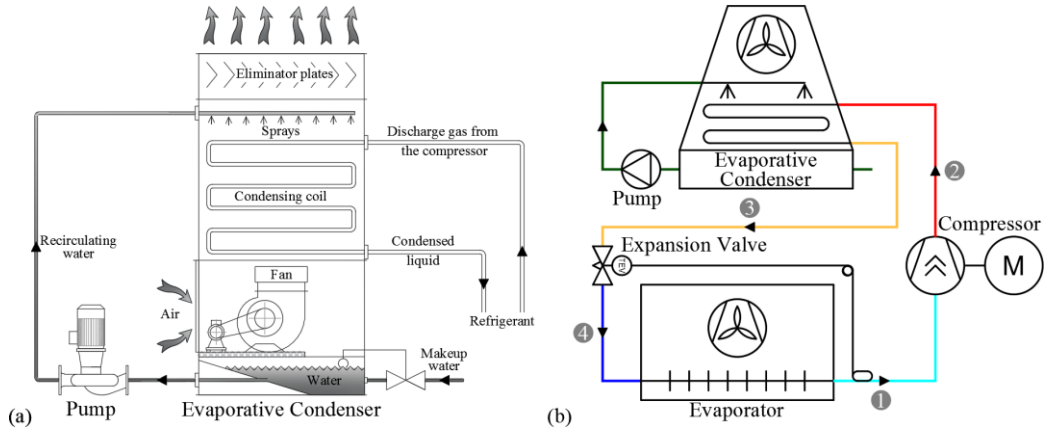 Eliminator plates
Sprays
Discharge gas from
the compressor
Condensing coil
Recirculating
water
Condensed
liquid
Fan
Air
Refrigerant
Makeup
water
Water
(a)
Pump
Evaporative Condenser
Evaporative
Condenser
Pump
2
3
Compressor
Expansion Valve
TEV
M
4
Evaporator
1
(b)